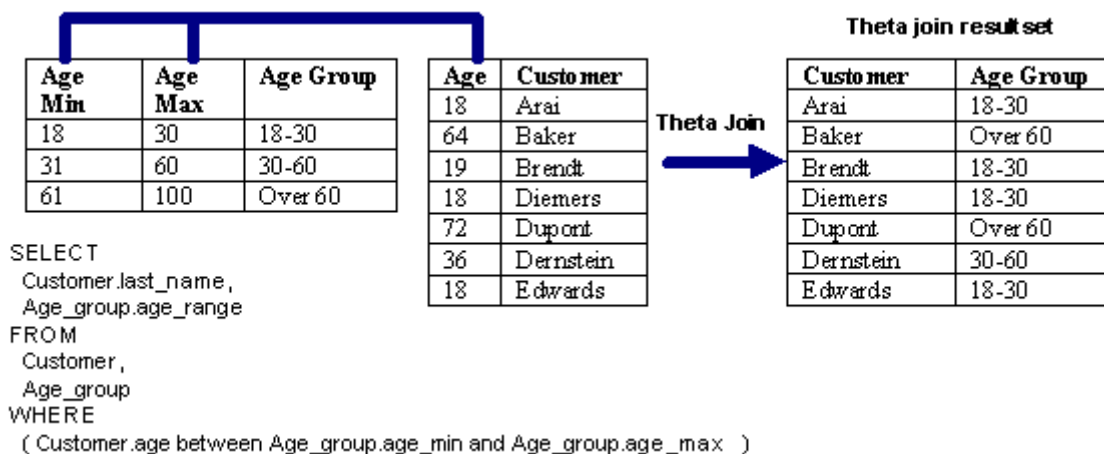 Theta join result set
Age Min Age Max Age Group
18 30 18-30
31 60 30-60
61 100 Over 60
Age Customer
18 Arai
64 Baker
19 Brendt
18 Diemers
72 Dupont
36 Dernstein
18 Edwards
Theta Join
Customer Age Group
Arai 18-30
Baker Over 60
Brendt 18-30
Diemers 18-30
Dupont Over 60
Dernstein 30-60
Edwards 18-30
SELECT
Customer.last_name,
Age_group.age_range
FROM
Customer,
Age_group
WHERE
( Customer.age between Age_group.age_min and Age_group.age_max )